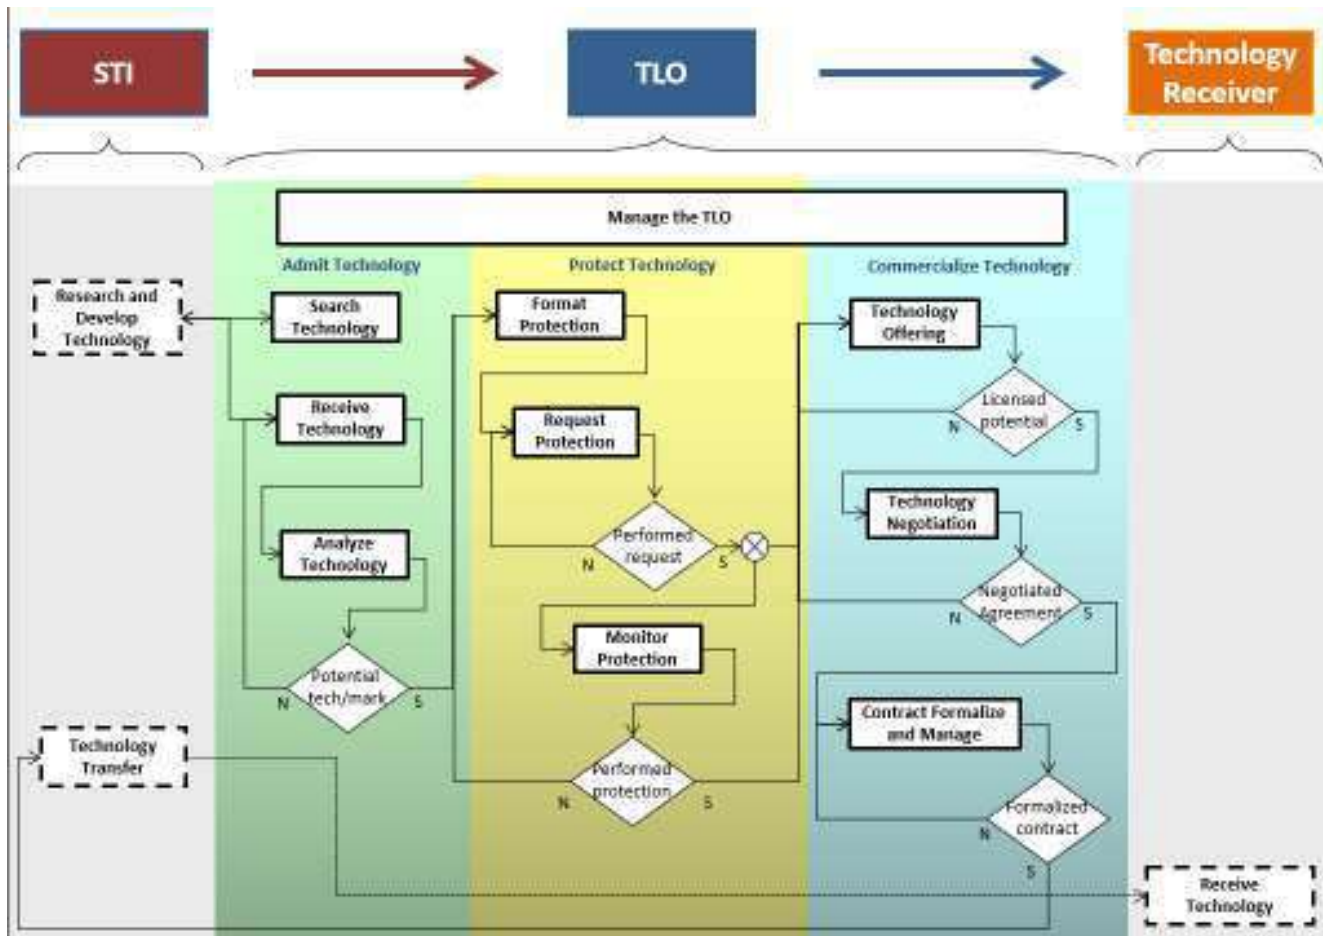 STI
TLO
Technology
Receiver
Manage the TLO
Admit Technology
Protect Technology
Commercialize Technology
Research and
Develop
Technology
Search
Technology
Receive
Technology
Analyze
Technology
Potential
tech/mark
N
S
Technology
Transfer
Format
Protection
Request
Protection
Performed
request
N
S
Monitor
Protection
Performed
protection
N
S
Technology
Offering
Licensed
potential
N
S
Technology
Negotiation
Negotiated
Agreement
N
S
Contract Formalize
and Manage
Formalized
contract
N
S
Receive
Technology